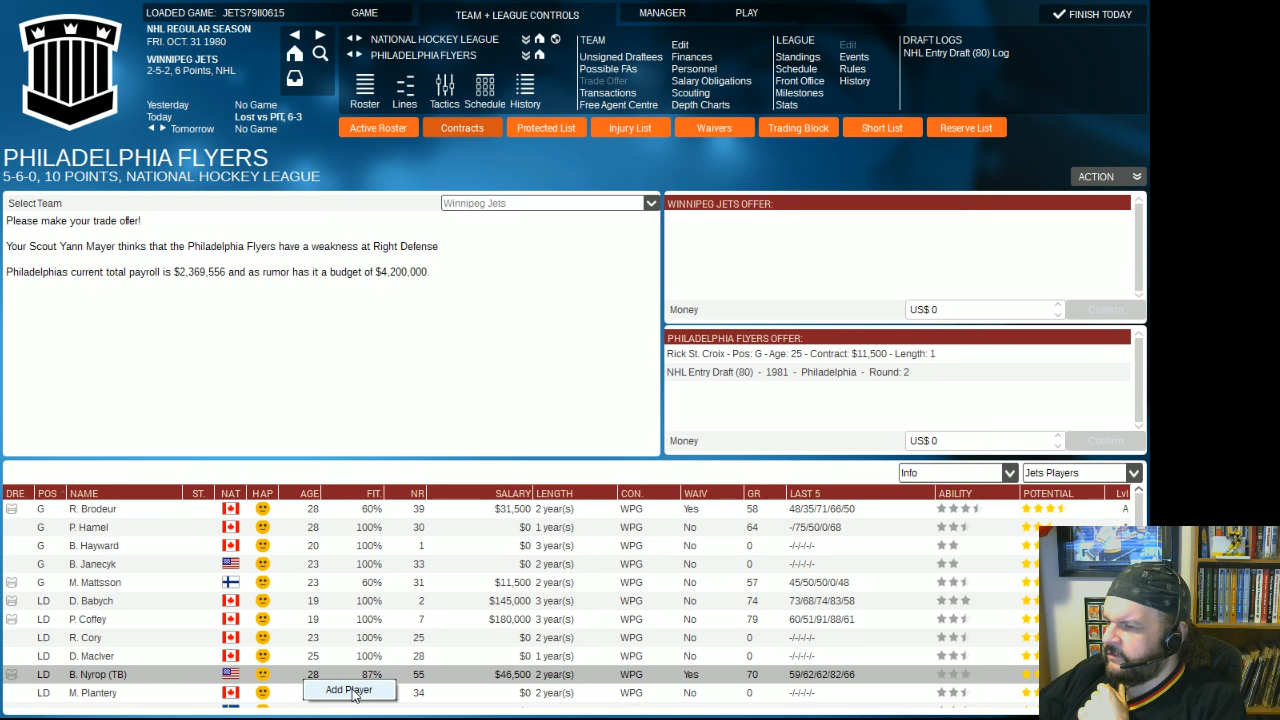 LOADED GAME: JETS79II0615
GAME
TEAM + LEAGUE CONTROLS
MANAGER
PLAY
FINISH TODAY
NHL REGULAR SEASON
FRI. OCT. 31 1980
WINNIPEG JETS
2-5-2, 6 Points, NHL
Yesterday No Game
Today Lost vs PIT, 6-3
Tomorrow No Game
NATIONAL HOCKEY LEAGUE
PHILADELPHIA FLYERS
Roster Lines Tactics Schedule History
TEAM
Unsigned Draftees
Possible FAs
Trade Offer
Transactions
Free Agent Centre
Edit
Finances
Personnel
Salary Obligations
Scouting
Depth Charts
LEAGUE
Standings
Schedule
Front Office
Milestones
Stats
Edit
Events
Rules
History
DRAFT LOGS
NHL Entry Draft (80) Log
Active Roster Contracts Protected List Injury List Waivers Trading Block Short List Reserve List
PHILADELPHIA FLYERS
5-6-0, 10 POINTS, NATIONAL HOCKEY LEAGUE
ACTION
Select Team Winnipeg Jets
Please make your trade offer!
Your Scout Yann Mayer thinks that the Philadelphia Flyers have a weakness at Right Defense
Philadelphias current total payroll is $2,369,556 and as rumor has it a budget of $4,200,000.
WINNIPEG JETS OFFER:
Money US$ 0 Confirm
PHILADELPHIA FLYERS OFFER:
Rick St. Croix - Pos: G - Age: 25 - Contract: $11,500 - Length: 1
NHL Entry Draft (80) - 1981 - Philadelphia - Round: 2
Money US$ 0 Confirm
Info Jets Players
DRE POS NAME ST. NAT HAP AGE FIT. NR SALARY LENGTH CON. WAIV GR LAST 5 ABILITY POTENTIAL Lvl
G R. Brodeur 28 60% 39 $31,500 2 year(s) WPG Yes 58 48/35/71/66/50 A
G P. Hamel 28 100% 30 $0 1 year(s) WPG No 64 -/75/50/0/68
G B. Hayward 20 100% 1 $0 3 year(s) WPG No 0 -/-/-/-/-
G B. Janecyk 23 100% 33 $0 2 year(s) WPG No 0 -/-/-/-/-
G M. Mattsson 23 60% 31 $11,500 2 year(s) WPG No 57 45/50/50/0/48
LD D. Babych 19 100% 2 $145,000 3 year(s) WPG No 74 73/68/74/83/58
LD P. Coffey 19 100% 7 $180,000 3 year(s) WPG No 79 60/51/91/88/61
LD R. Cory 23 100% 25 $0 2 year(s) WPG No 0 -/-/-/-/-
LD D. MacIver 25 100% 28 $0 1 year(s) WPG No 0 -/-/-/-/-
LD B. Nyrop (TB) 28 87% 55 $46,500 2 year(s) WPG Yes 70 59/62/62/82/66
Add Player
LD M. Plantery 34 $0 2 year(s) WPG No 0 -/-/-/-/-